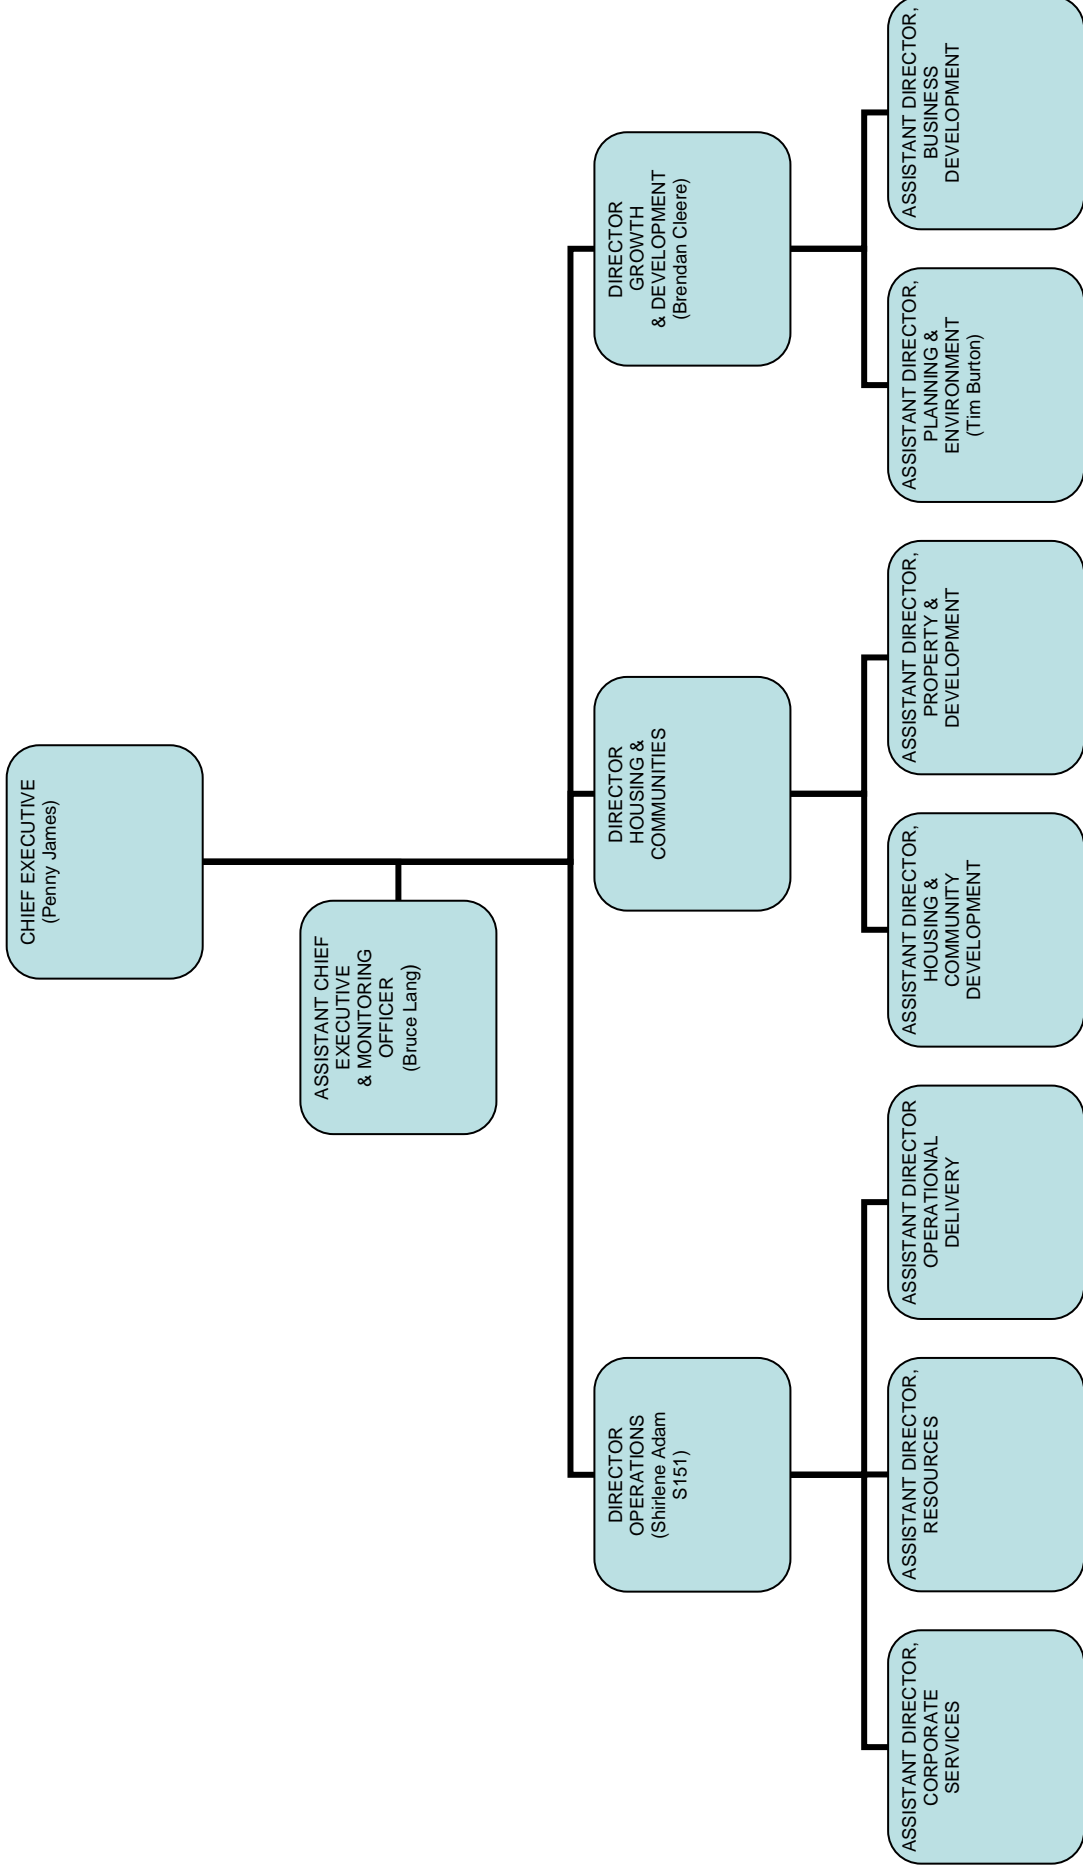 CHIEF EXECUTIVE
(Penny James)
ASSISTANT CHIEF
EXECUTIVE
& MONITORING
OFFICER
(Bruce Lang)
DIRECTOR
OPERATIONS
(Shirlene Adam
S151)
DIRECTOR
HOUSING &
COMMUNITIES
DIRECTOR
GROWTH
& DEVELOPMENT
(Brendan Cleere)
ASSISTANT DIRECTOR,
CORPORATE
SERVICES
ASSISTANT DIRECTOR,
RESOURCES
ASSISTANT DIRECTOR
OPERATIONAL
DELIVERY
ASSISTANT DIRECTOR,
HOUSING &
COMMUNITY
DEVELOPMENT
ASSISTANT DIRECTOR,
PROPERTY &
DEVELOPMENT
ASSISTANT DIRECTOR,
PLANNING &
ENVIRONMENT
(Tim Burton)
ASSISTANT DIRECTOR,
BUSINESS
DEVELOPMENT